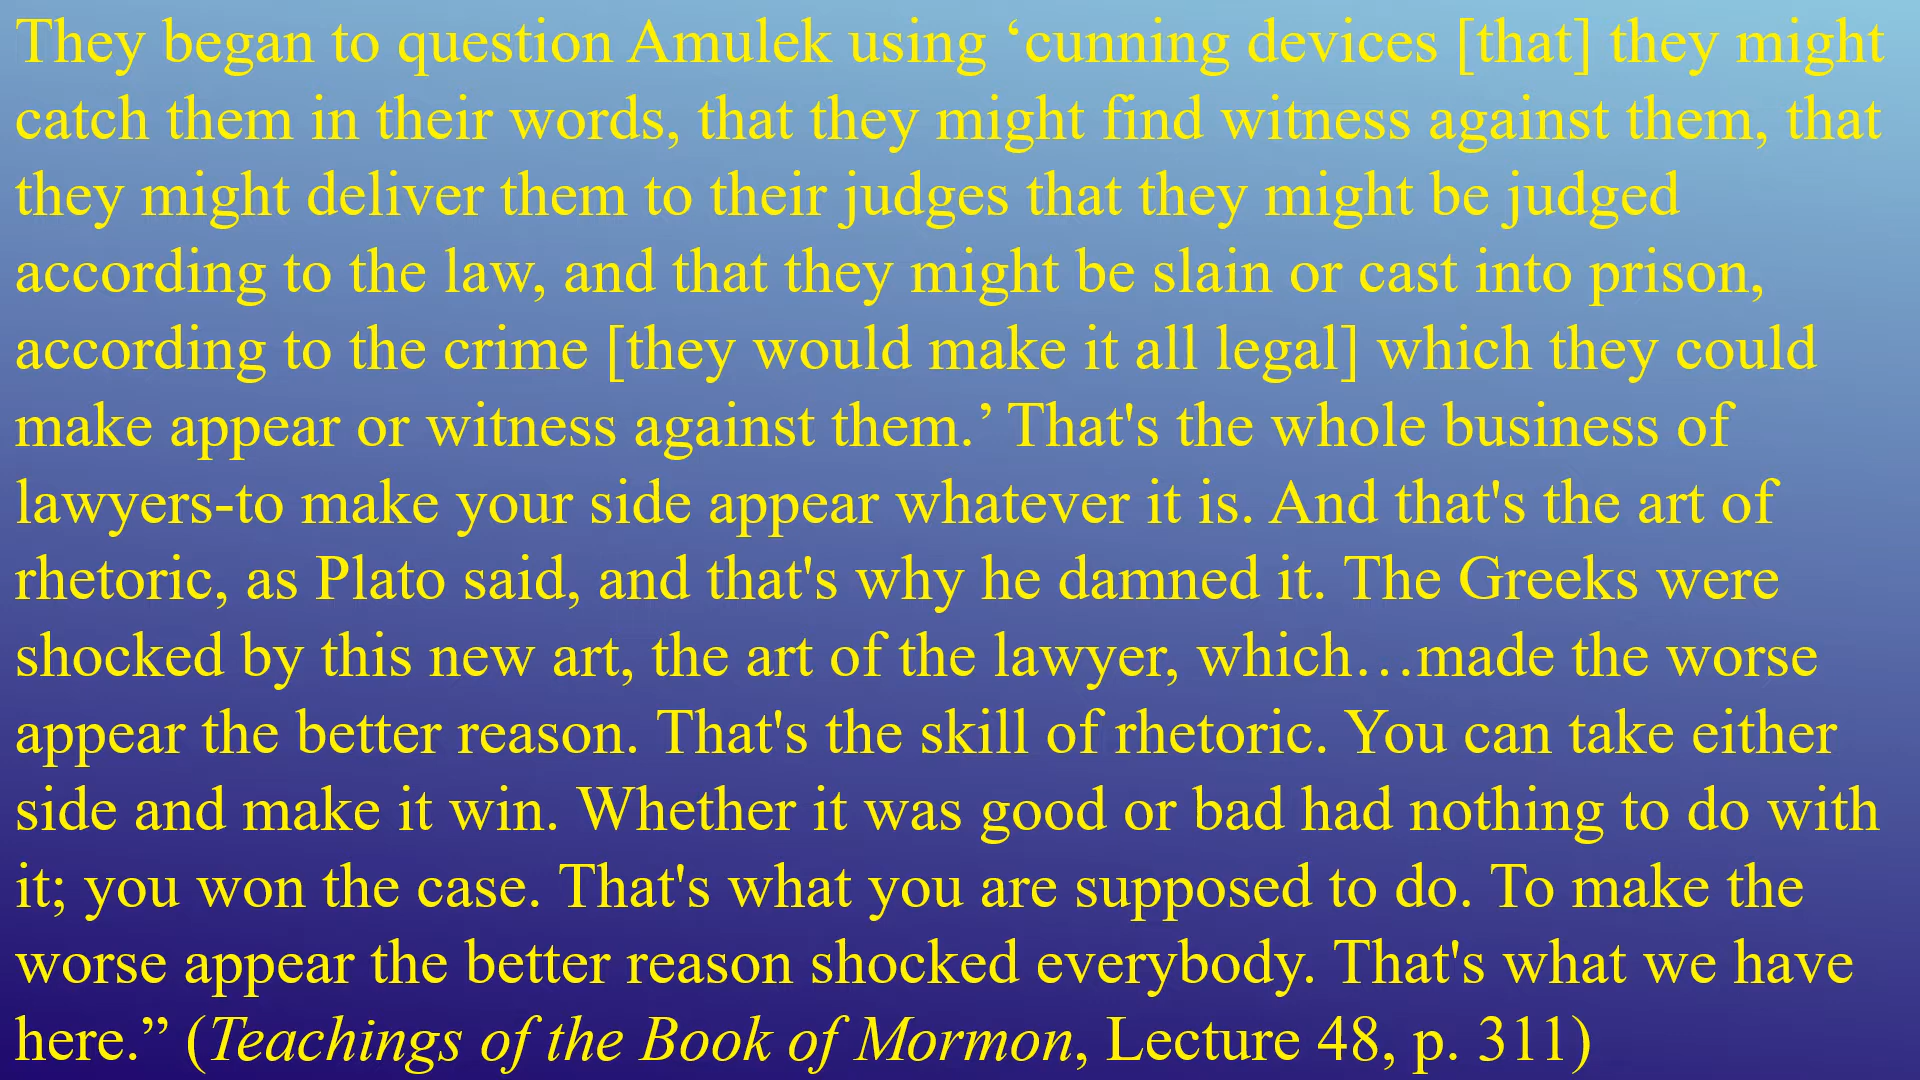 They began to question Amulek using ‘cunning devices [that] they might
catch them in their words, that they might find witness against them, that
they might deliver them to their judges that they might be judged
according to the law, and that they might be slain or cast into prison,
according to the crime [they would make it all legal] which they could
make appear or witness against them.’ That's the whole business of
lawyers-to make your side appear whatever it is. And that's the art of
rhetoric, as Plato said, and that's why he damned it. The Greeks were
shocked by this new art, the art of the lawyer, which…made the worse
appear the better reason. That's the skill of rhetoric. You can take either
side and make it win. Whether it was good or bad had nothing to do with
it; you won the case. That's what you are supposed to do. To make the
worse appear the better reason shocked everybody. That's what we have
here.” (Teachings of the Book of Mormon, Lecture 48, p. 311)